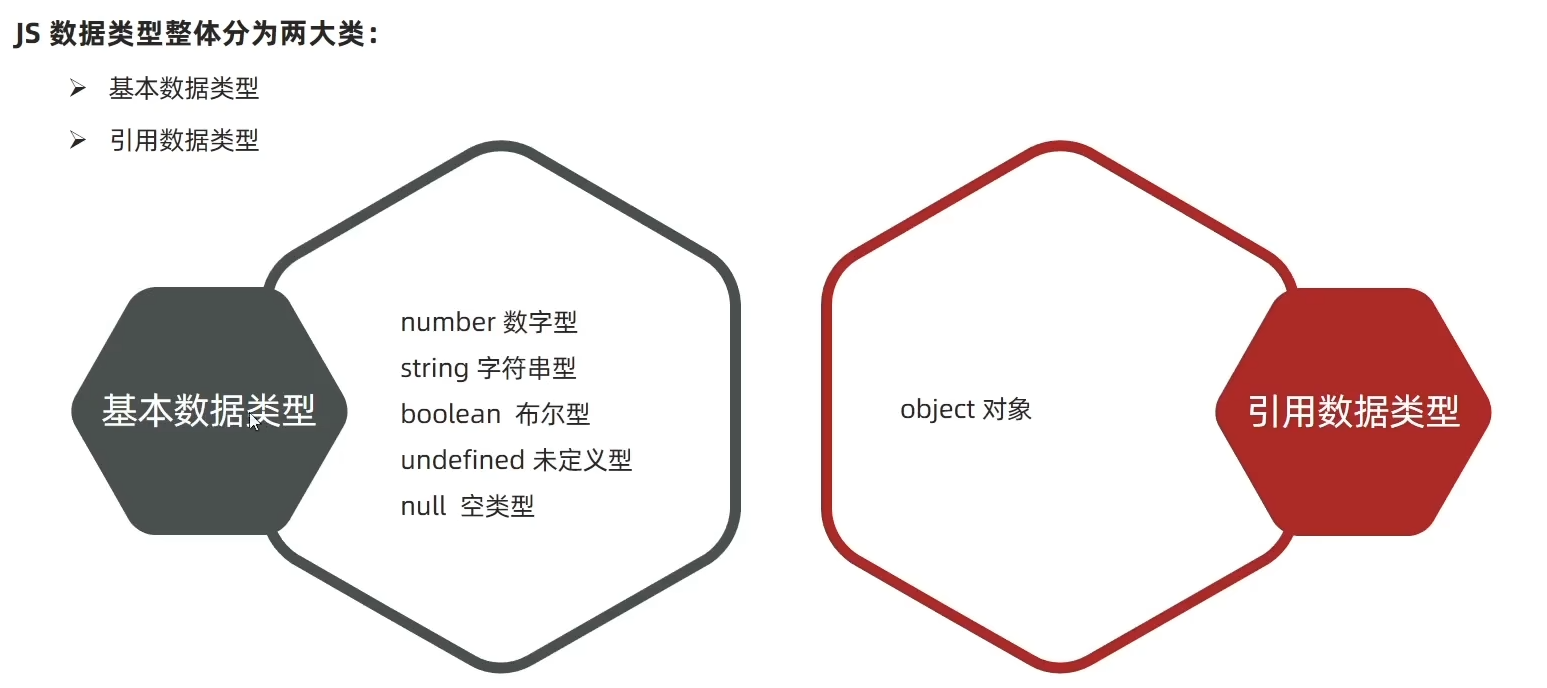 JS 数据类型整体分为两大类：
基本数据类型
引用数据类型
基本数据类型
number 数字型
string 字符串型
boolean 布尔型
undefined 未定义型
null 空类型
object 对象
引用数据类型